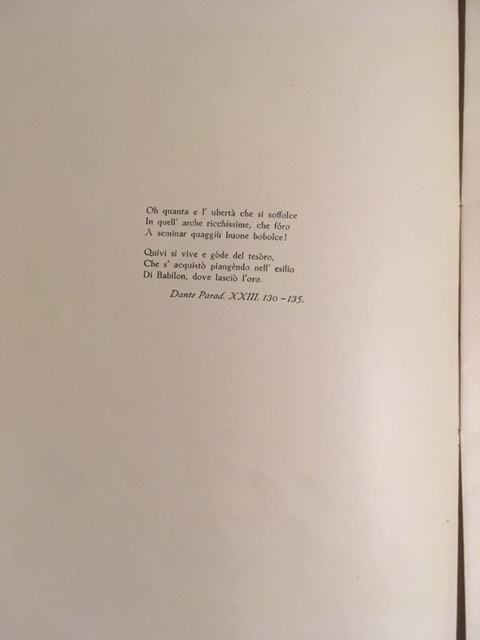 Oh quanta e l' ubertà che si soffolce
In quell' arche ricchissime, che fôro
A seminar quaggiù buone bobolce!
Quivi si vive e gòde del tesòro,
Che s' acquistò piangèndo nell' esilio
Di Babilon, dove lasciò l'oro.
Dante Parad. XXIII. 130-135.